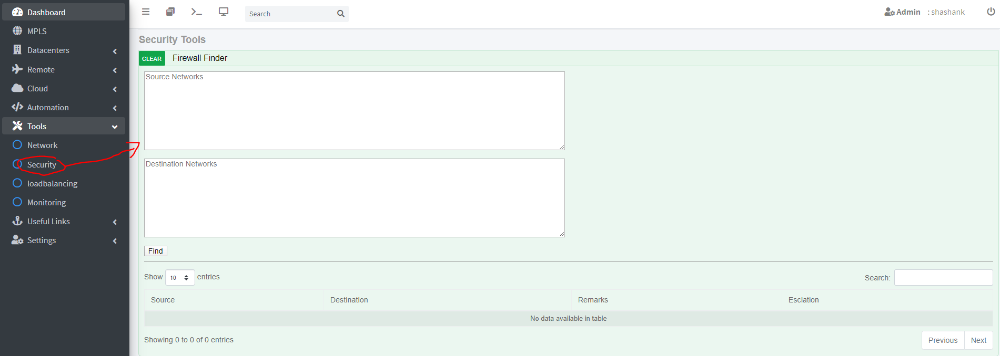 Dashboard
MPLS
Datacenters
Remote
Cloud
Automation
Tools
Network
Security
loadbalancing
Monitoring
Useful Links
Settings
Search
Admin : shashank
Security Tools
CLEAR Firewall Finder
Source Networks
Destination Networks
Find
Show 10 entries Search:
Source Destination Remarks Esclation
No data available in table
Showing 0 to 0 of 0 entries Previous Next